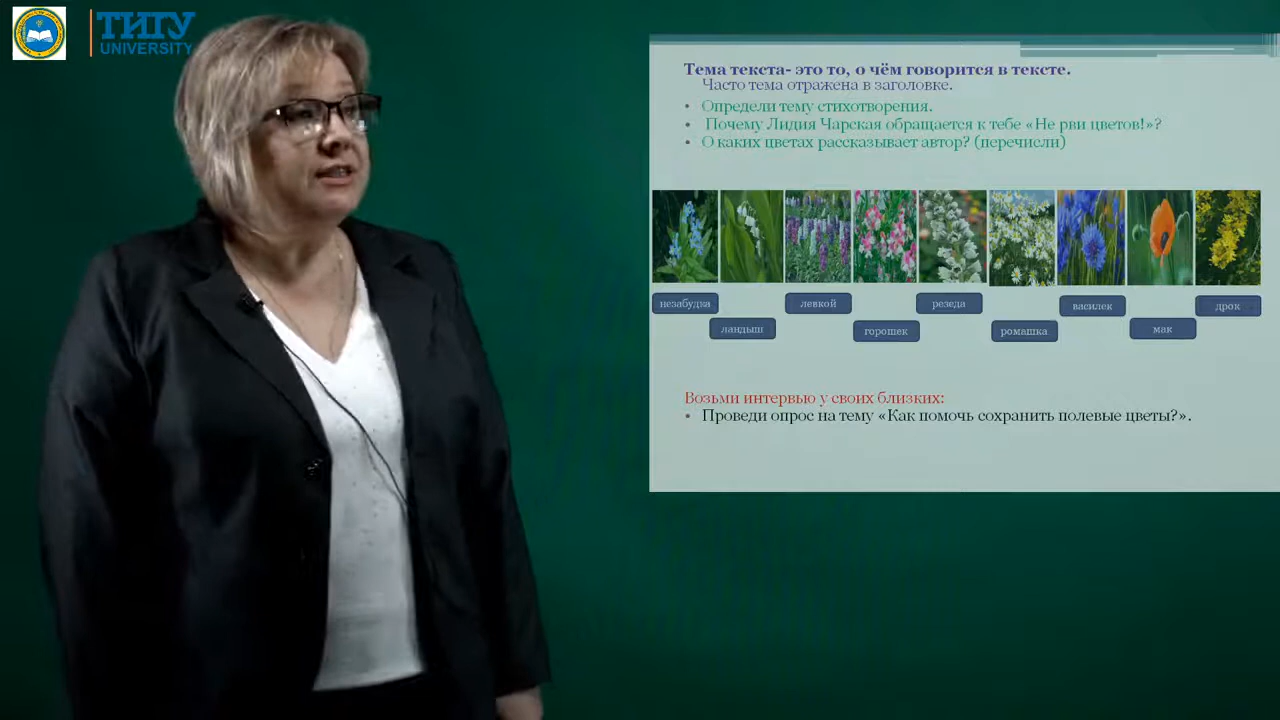 ТИГУ
UNIVERSITY
Тема текста- это то, о чём говорится в тексте.
Часто тема отражена в заголовке.
• Определи тему стихотворения.
• Почему Лидия Чарская обращается к тебе «Не рви цветов!»?
• О каких цветах рассказывает автор? (перечисли)
незабудка
ландыш
левкой
горошек
резеда
ромашка
василек
мак
дрок
Возьми интервью у своих близких:
• Проведи опрос на тему «Как помочь сохранить полевые цветы?».